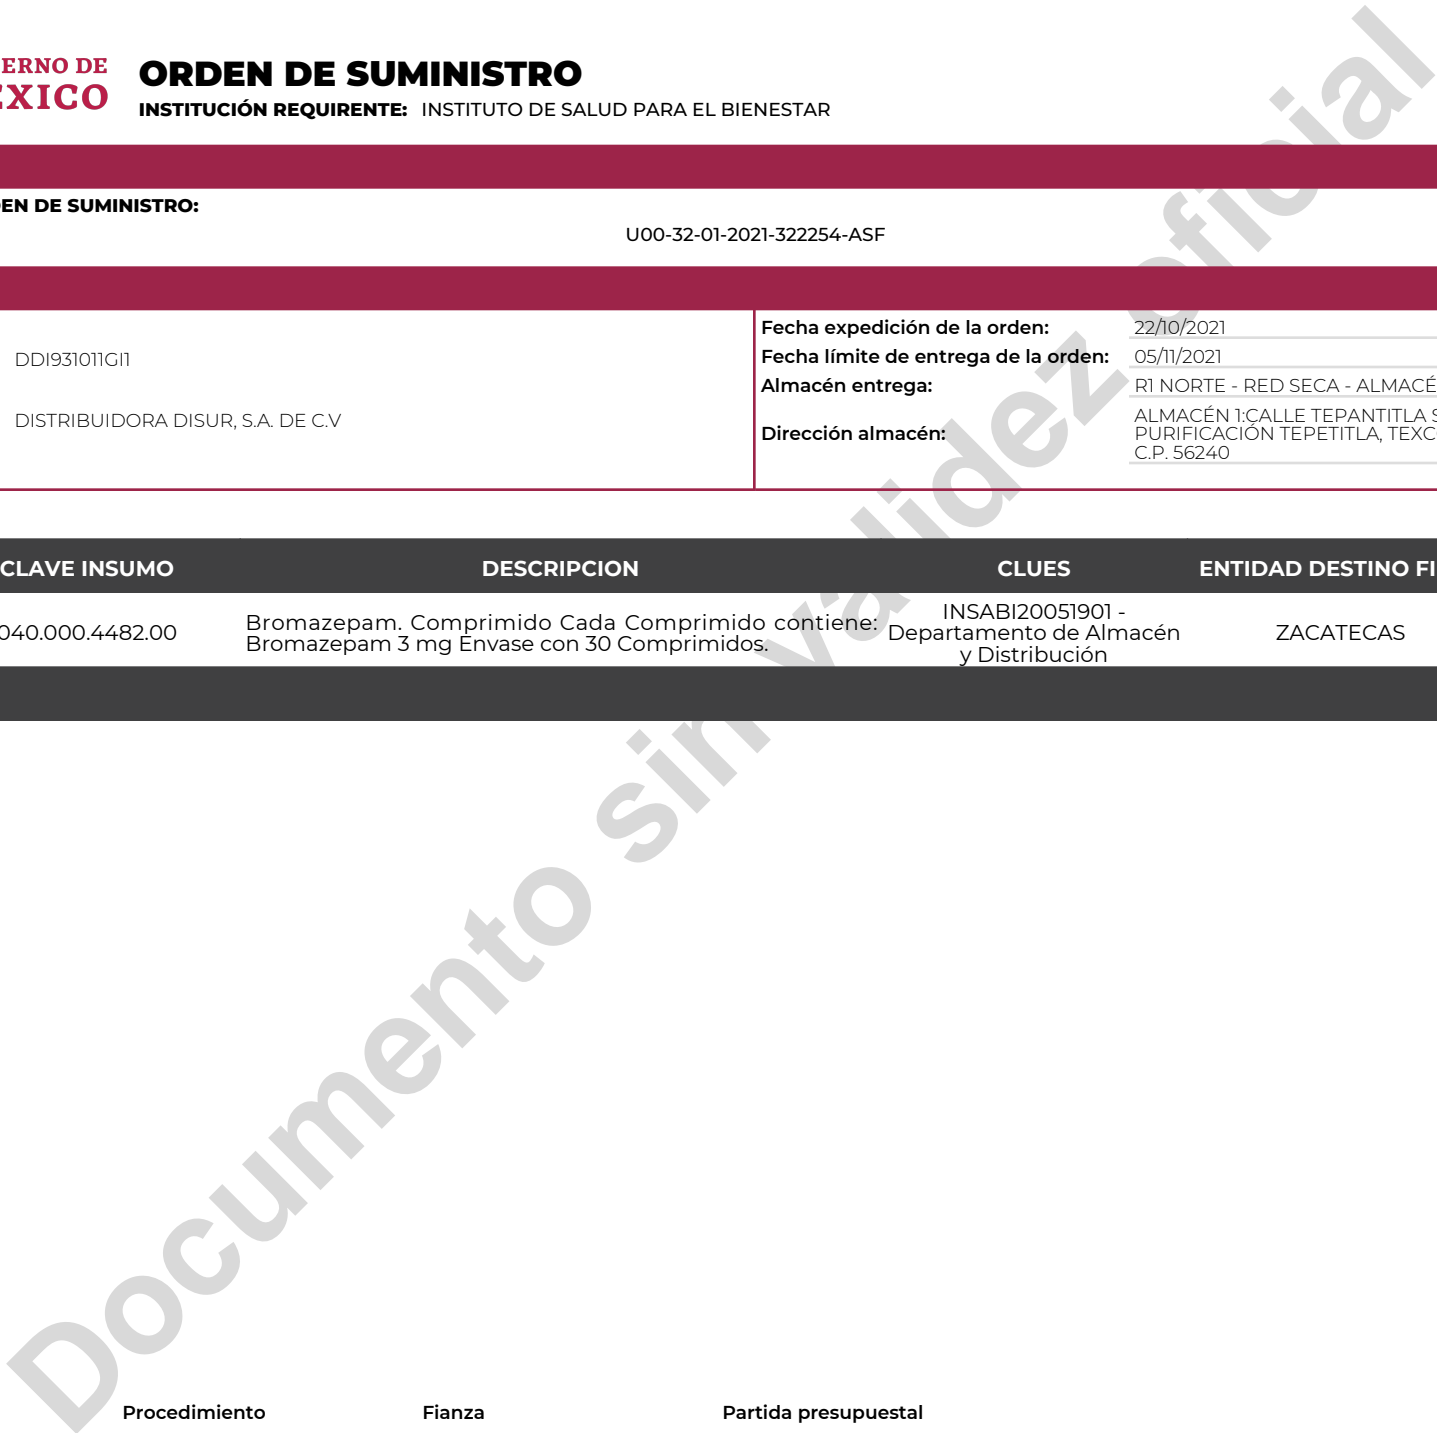 ERNO DE
ÉXICO
ORDEN DE SUMINISTRO
INSTITUCIÓN REQUIRENTE: INSTITUTO DE SALUD PARA EL BIENESTAR
EN DE SUMINISTRO:
U00-32-01-2021-322254-ASF
DDI931011GI1
DISTRIBUIDORA DISUR, S.A. DE C.V
Fecha expedición de la orden: 22/10/2021
Fecha límite de entrega de la orden: 05/11/2021
Almacén entrega: R1 NORTE - RED SECA - ALMACÉ
Dirección almacén: ALMACÉN 1:CALLE TEPANTITLA S
PURIFICACIÓN TEPETITLA, TEXC
C.P. 56240
CLAVE INSUMO DESCRIPCION CLUES ENTIDAD DESTINO FI
040.000.4482.00
Bromazepam. Comprimido Cada Comprimido contiene:
Bromazepam 3 mg Envase con 30 Comprimidos.
INSABI20051901 -
Departamento de Almacén
y Distribución
ZACATECAS
Documento sin validez oficial
Procedimiento Fianza Partida presupuestal